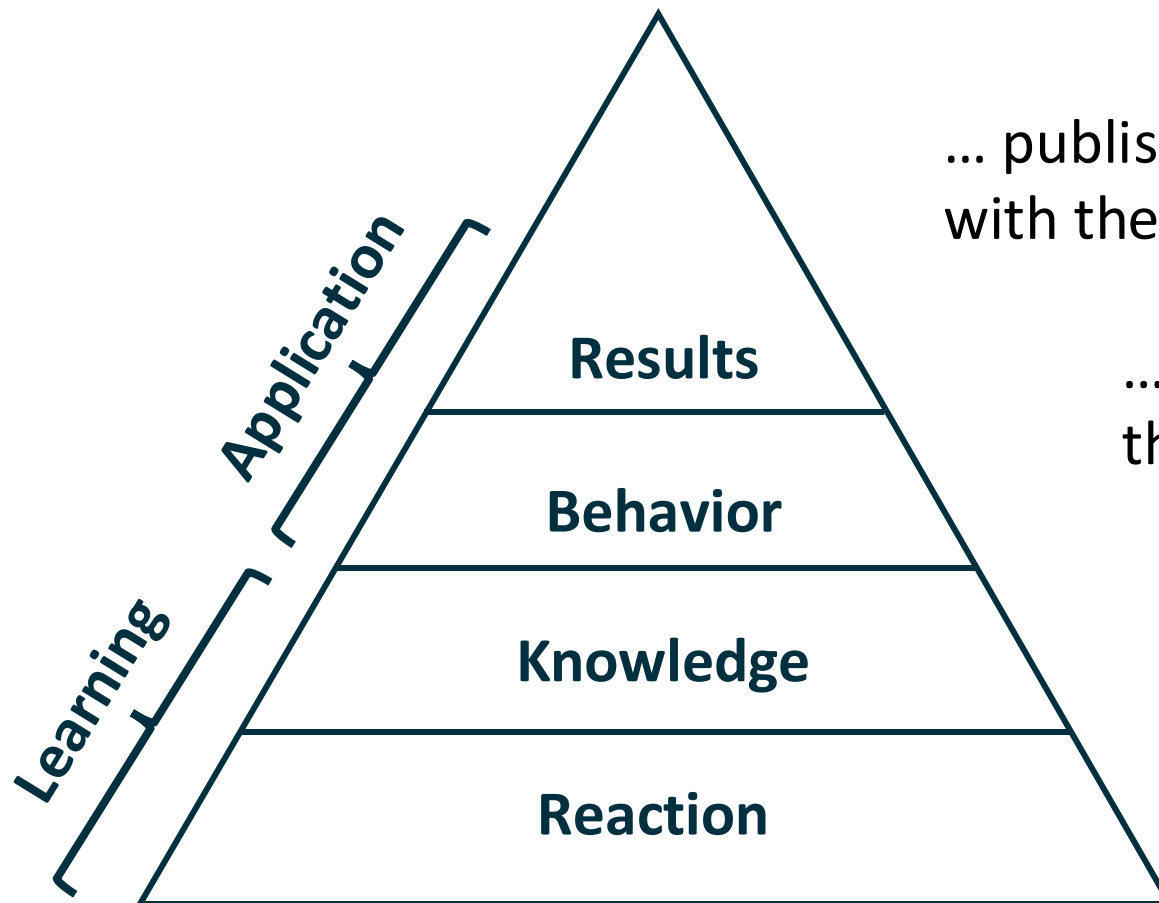 … publis
with the
Application
Results
…
th
Behavior
Learning
Knowledge
Reaction